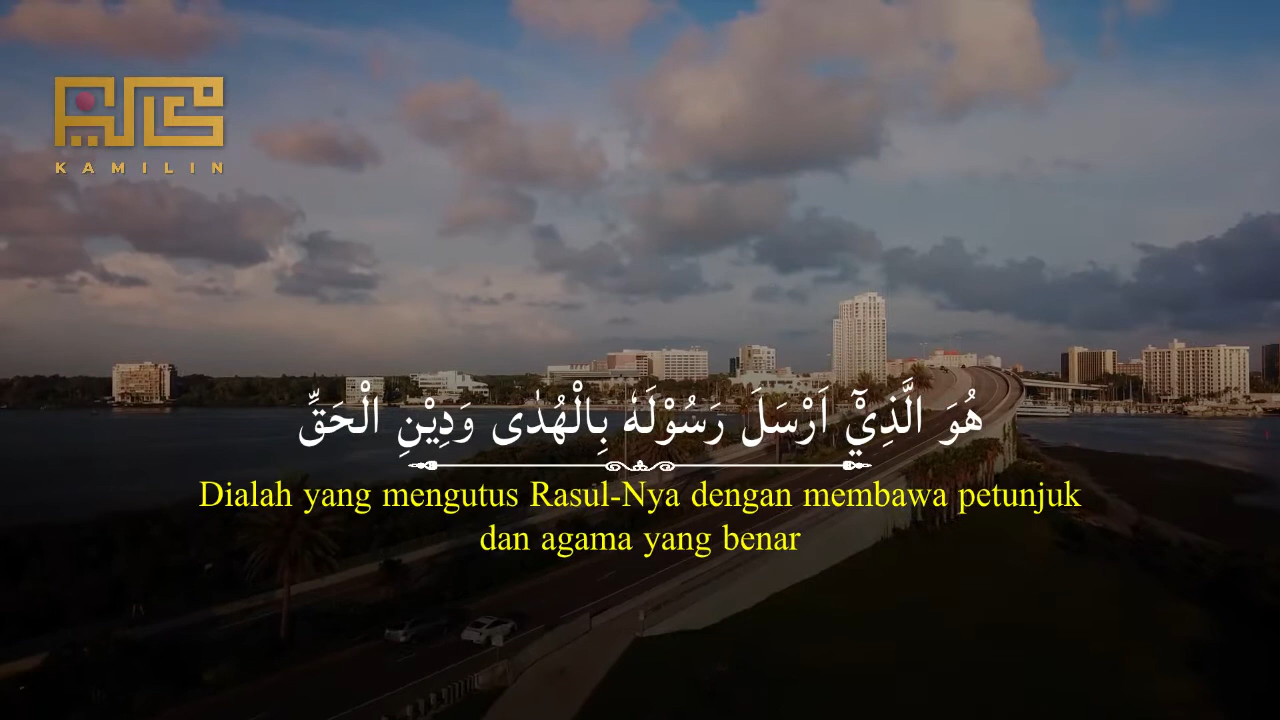 KAMILIN
هُوَ الَّذِيْٓ اَرْسَلَ رَسُوْلَهٗ بِالْهُدٰى وَدِيْنِ الْحَقِّ
Dialah yang mengutus Rasul-Nya dengan membawa petunjuk
dan agama yang benar